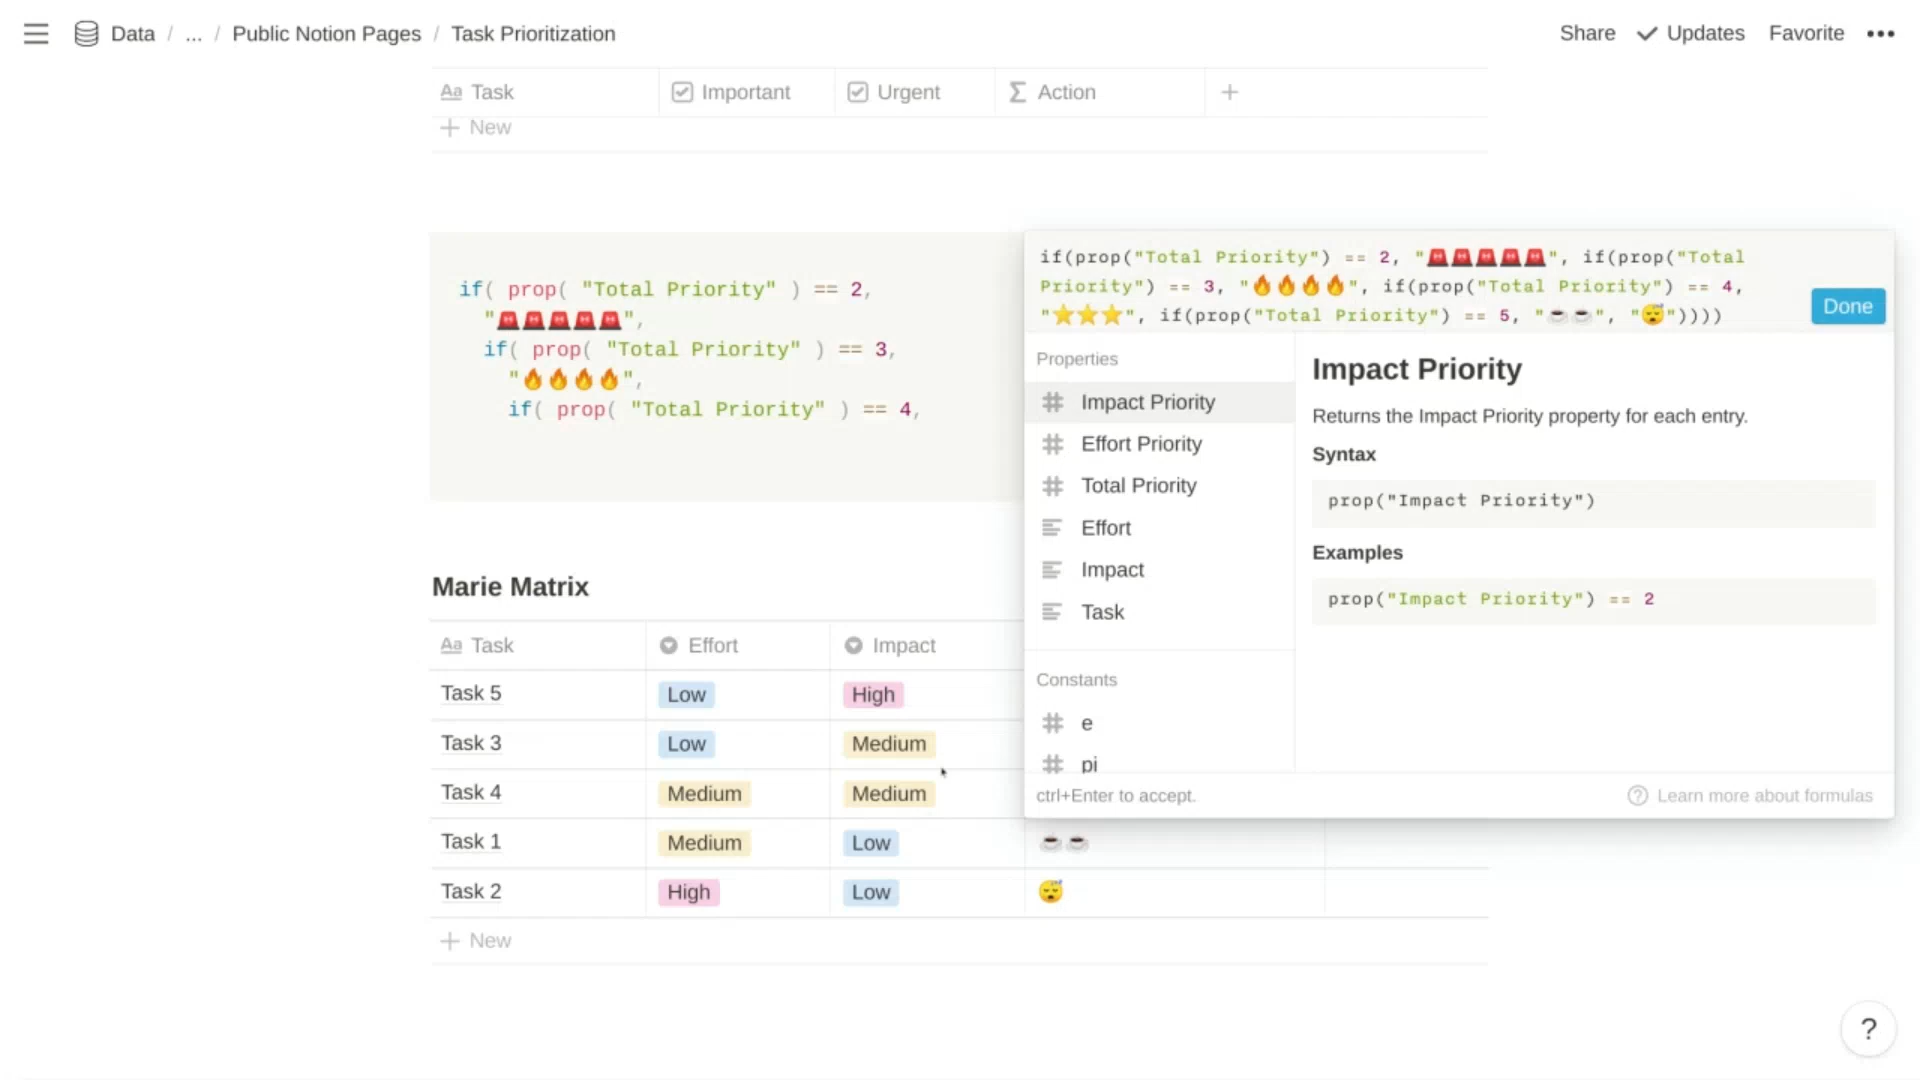 Data / ... / Public Notion Pages / Task Prioritization
Share Updates Favorite •••
Aa Task Important Urgent Σ Action +
+ New
if( prop( "Total Priority" ) == 2,
"🚨🚨🚨🚨🚨",
if( prop( "Total Priority" ) == 3,
"🔥🔥🔥🔥",
if( prop( "Total Priority" ) == 4,
if(prop("Total Priority") == 2, "🚨🚨🚨🚨🚨", if(prop("Total
Priority") == 3, "🔥🔥🔥🔥", if(prop("Total Priority") == 4,
"⭐⭐⭐", if(prop("Total Priority") == 5, "☕☕", "😴"))))
Done
Properties
# Impact Priority
# Effort Priority
# Total Priority
Effort
Impact
Task
Constants
# e
# pi
Impact Priority
Returns the Impact Priority property for each entry.
Syntax
prop("Impact Priority")
Examples
prop("Impact Priority") == 2
ctrl+Enter to accept.
? Learn more about formulas
Marie Matrix
Aa Task Effort Impact
Task 5 Low High
Task 3 Low Medium
Task 4 Medium Medium
Task 1 Medium Low ☕☕
Task 2 High Low 😴
+ New
?